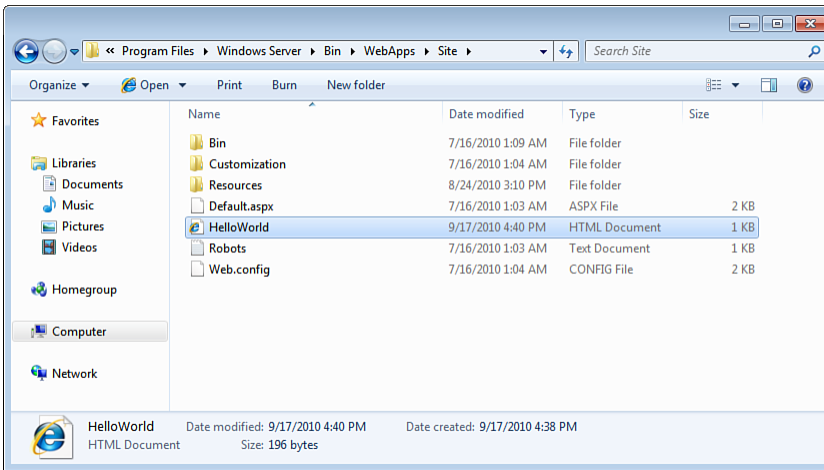 « Program Files Windows Server Bin WebApps Site Search Site
Organize Open Print Burn New folder
Name Date modified Type Size
Favorites
Libraries
Documents
Music
Pictures
Videos
Homegroup
Computer
Network
Bin 7/16/2010 1:09 AM File folder
Customization 7/16/2010 1:04 AM File folder
Resources 8/24/2010 3:10 PM File folder
Default.aspx 7/16/2010 1:03 AM ASPX File 2 KB
HelloWorld 9/17/2010 4:40 PM HTML Document 1 KB
Robots 7/16/2010 1:03 AM Text Document 1 KB
Web.config 7/16/2010 1:04 AM CONFIG File 2 KB
HelloWorld Date modified: 9/17/2010 4:40 PM Date created: 9/17/2010 4:38 PM
HTML Document Size: 196 bytes